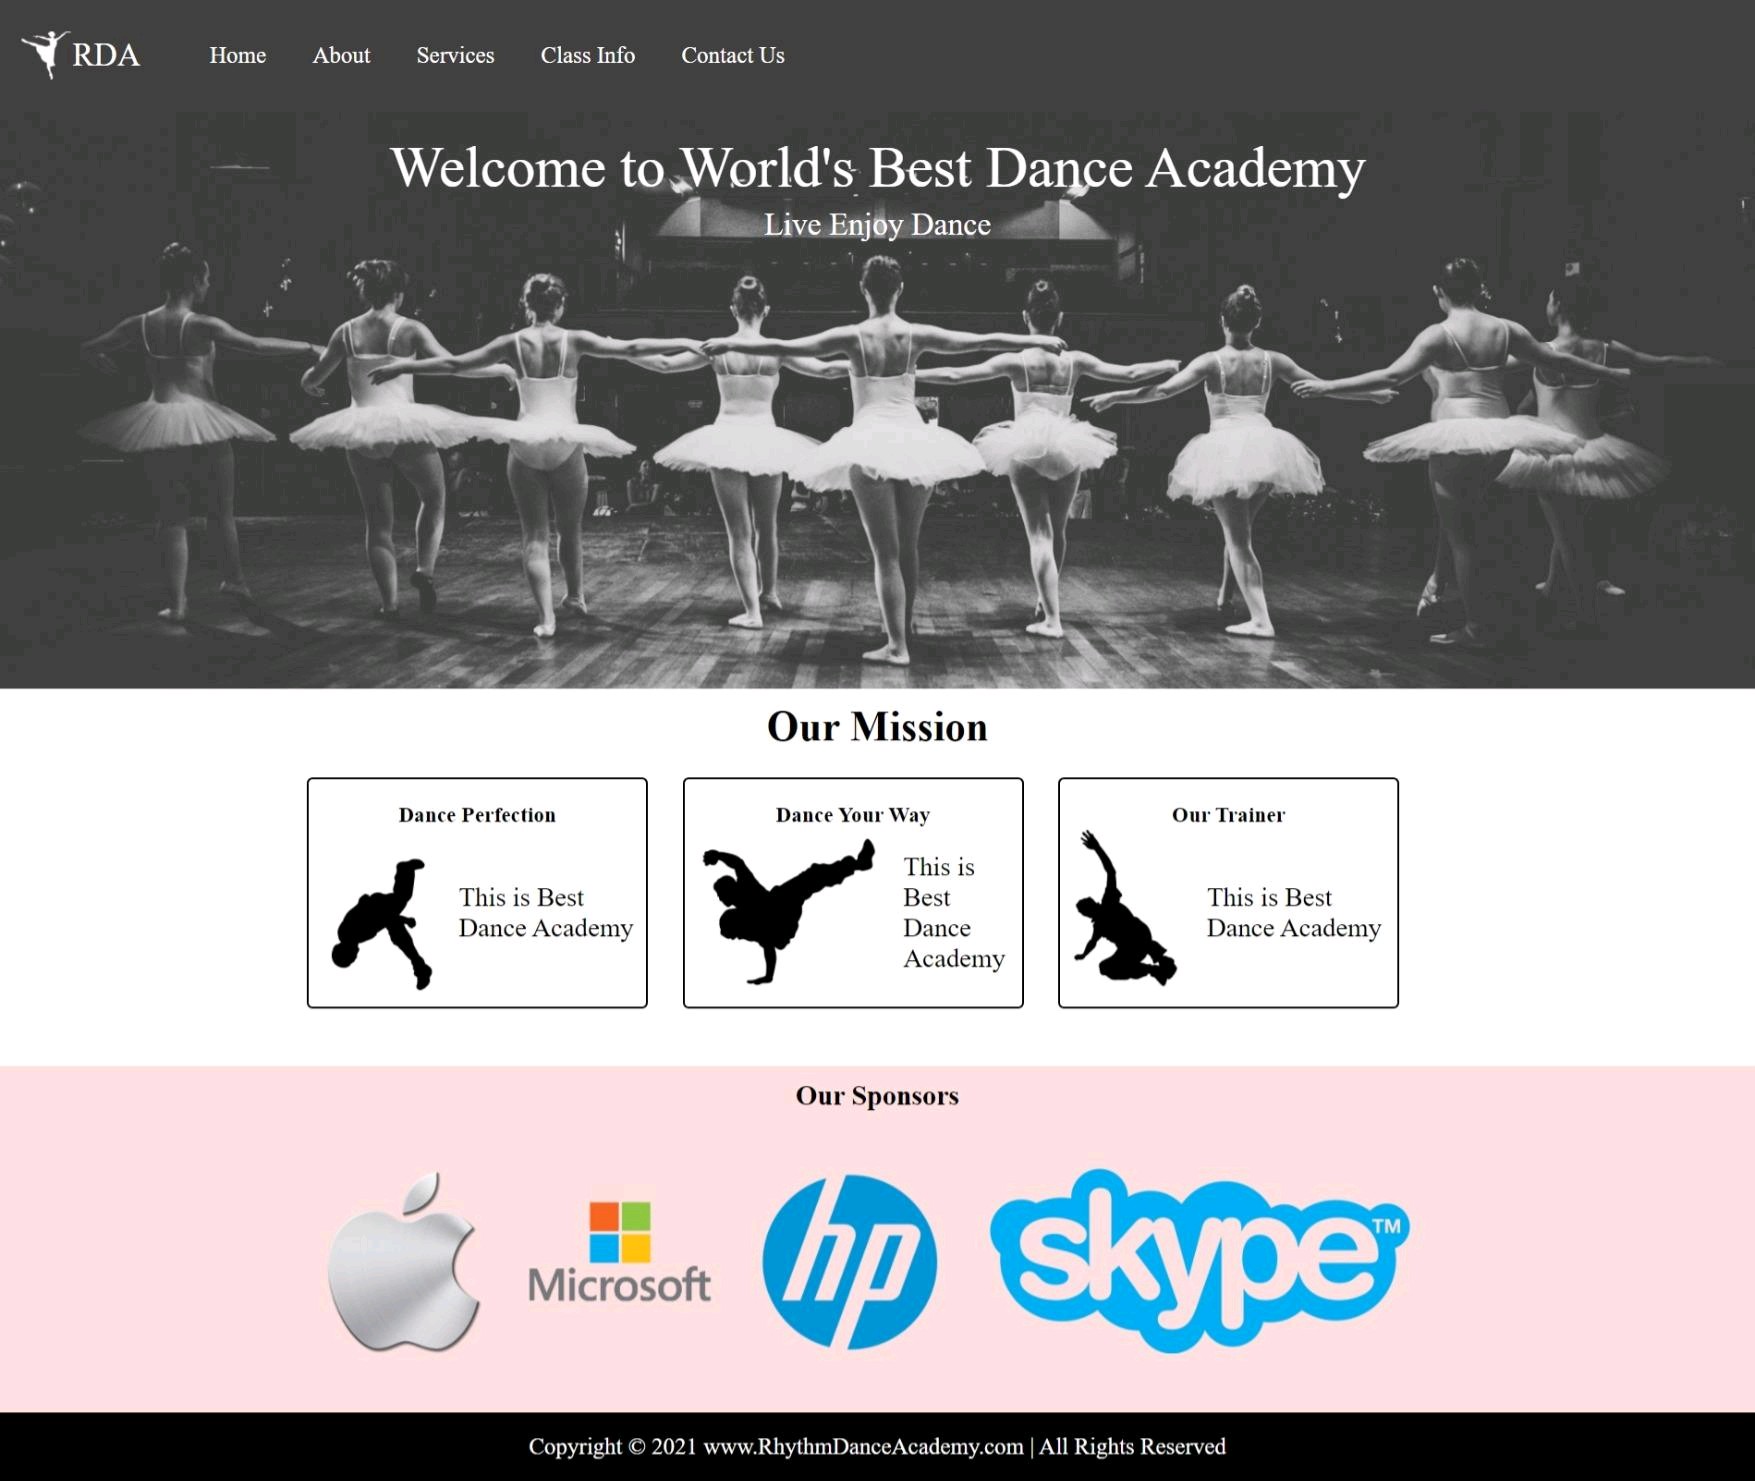 RDA
Home
About
Services
Class Info
Contact Us
Welcome to World's Best Dance Academy
Live Enjoy Dance
Our Mission
Dance Perfection
This is Best
Dance Academy
Dance Your Way
This is
Best
Dance
Academy
Our Trainer
This is Best
Dance Academy
Our Sponsors
Microsoft
hp
skype™
Copyright © 2021 www.RhythmDanceAcademy.com | All Rights Reserved